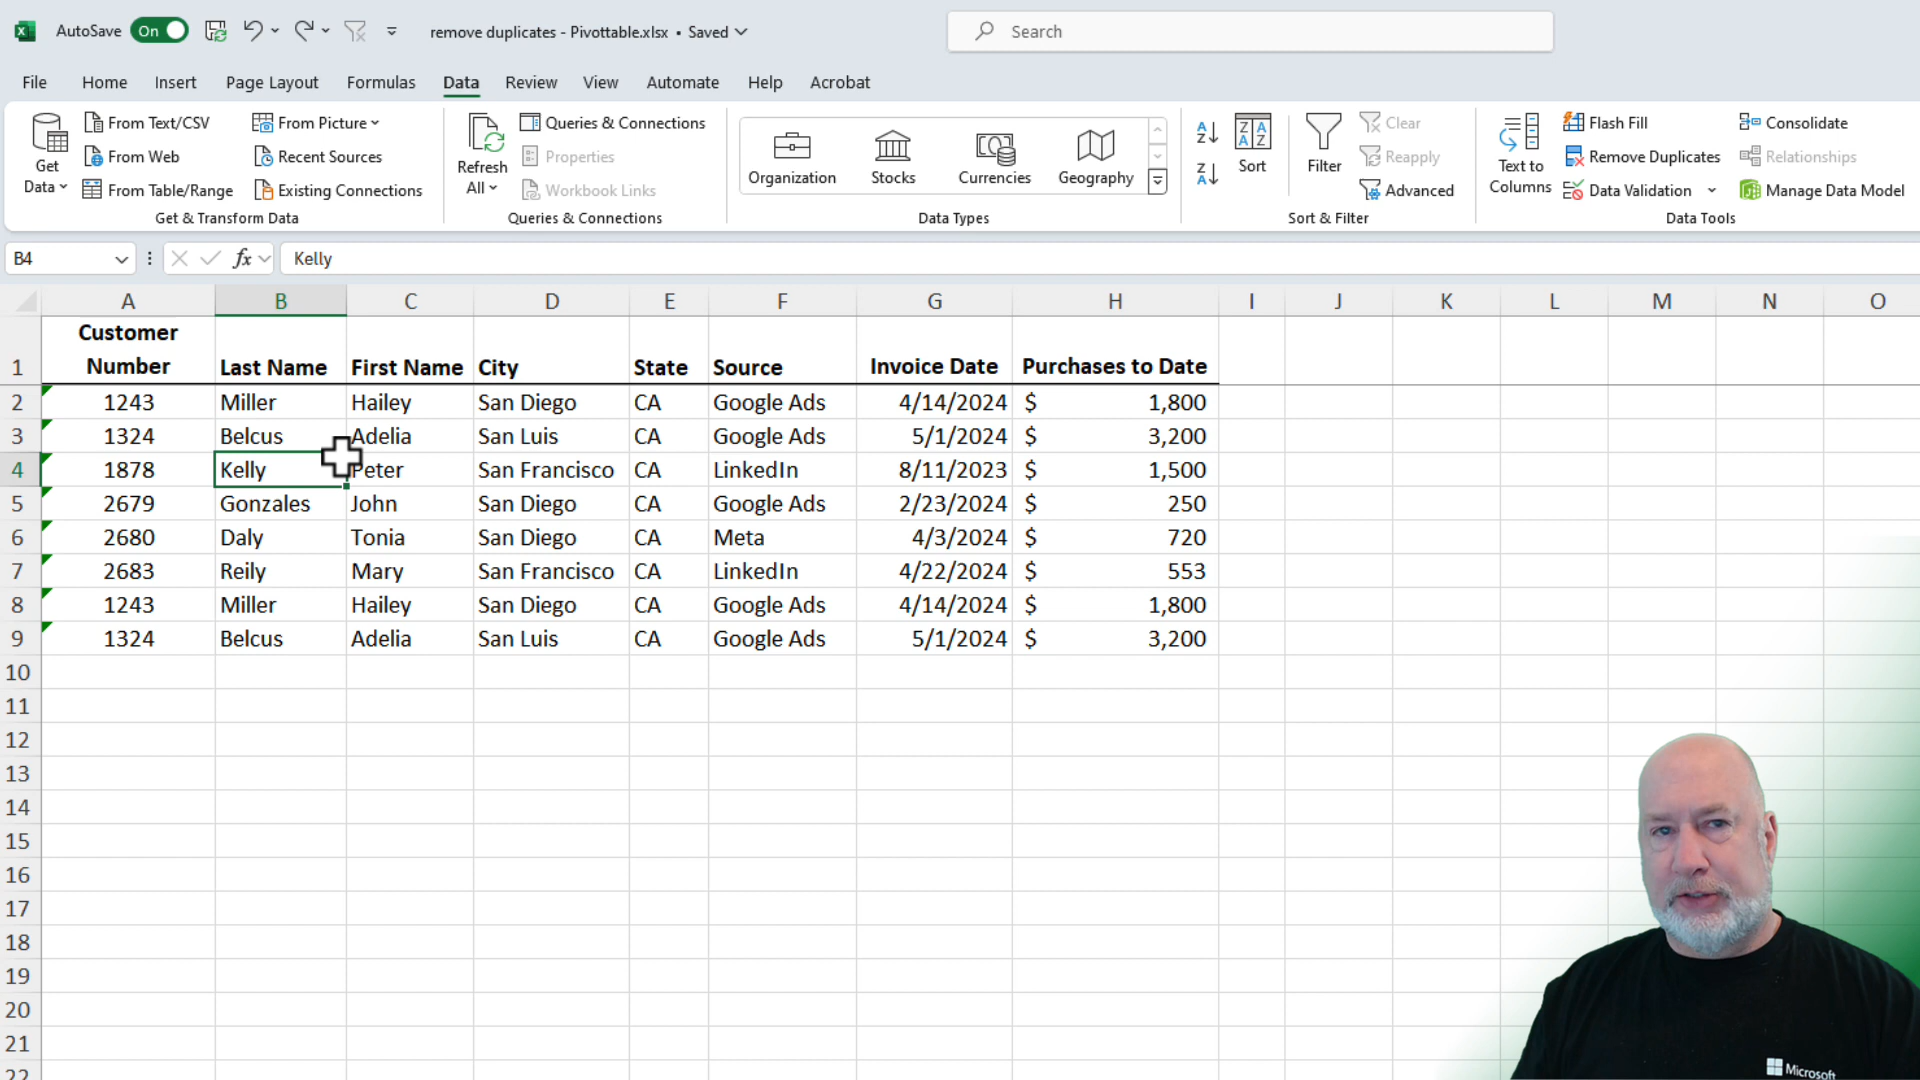 AutoSave On remove duplicates - Pivottable.xlsx • Saved Search
File Home Insert Page Layout Formulas Data Review View Automate Help Acrobat
Get Data From Text/CSV From Web From Table/Range From Picture Recent Sources Existing Connections
Get & Transform Data
Refresh All Queries & Connections Properties Workbook Links
Queries & Connections
Organization Stocks Currencies Geography
Data Types
Sort Filter Clear Reapply Advanced
Sort & Filter
Text to Columns Flash Fill Remove Duplicates Data Validation Consolidate Relationships Manage Data Model
Data Tools
B4 fx Kelly
A B C D E F G H I J K L M N O
1 Customer Number Last Name First Name City State Source Invoice Date Purchases to Date
2 1243 Miller Hailey San Diego CA Google Ads 4/14/2024 $ 1,800
3 1324 Belcus Adelia San Luis CA Google Ads 5/1/2024 $ 3,200
4 1878 Kelly Peter San Francisco CA LinkedIn 8/11/2023 $ 1,500
5 2679 Gonzales John San Diego CA Google Ads 2/23/2024 $ 250
6 2680 Daly Tonia San Diego CA Meta 4/3/2024 $ 720
7 2683 Reily Mary San Francisco CA LinkedIn 4/22/2024 $ 553
8 1243 Miller Hailey San Diego CA Google Ads 4/14/2024 $ 1,800
9 1324 Belcus Adelia San Luis CA Google Ads 5/1/2024 $ 3,200
10
11
12
13
14
15
16
17
18
19
20
21
22
Microsoft